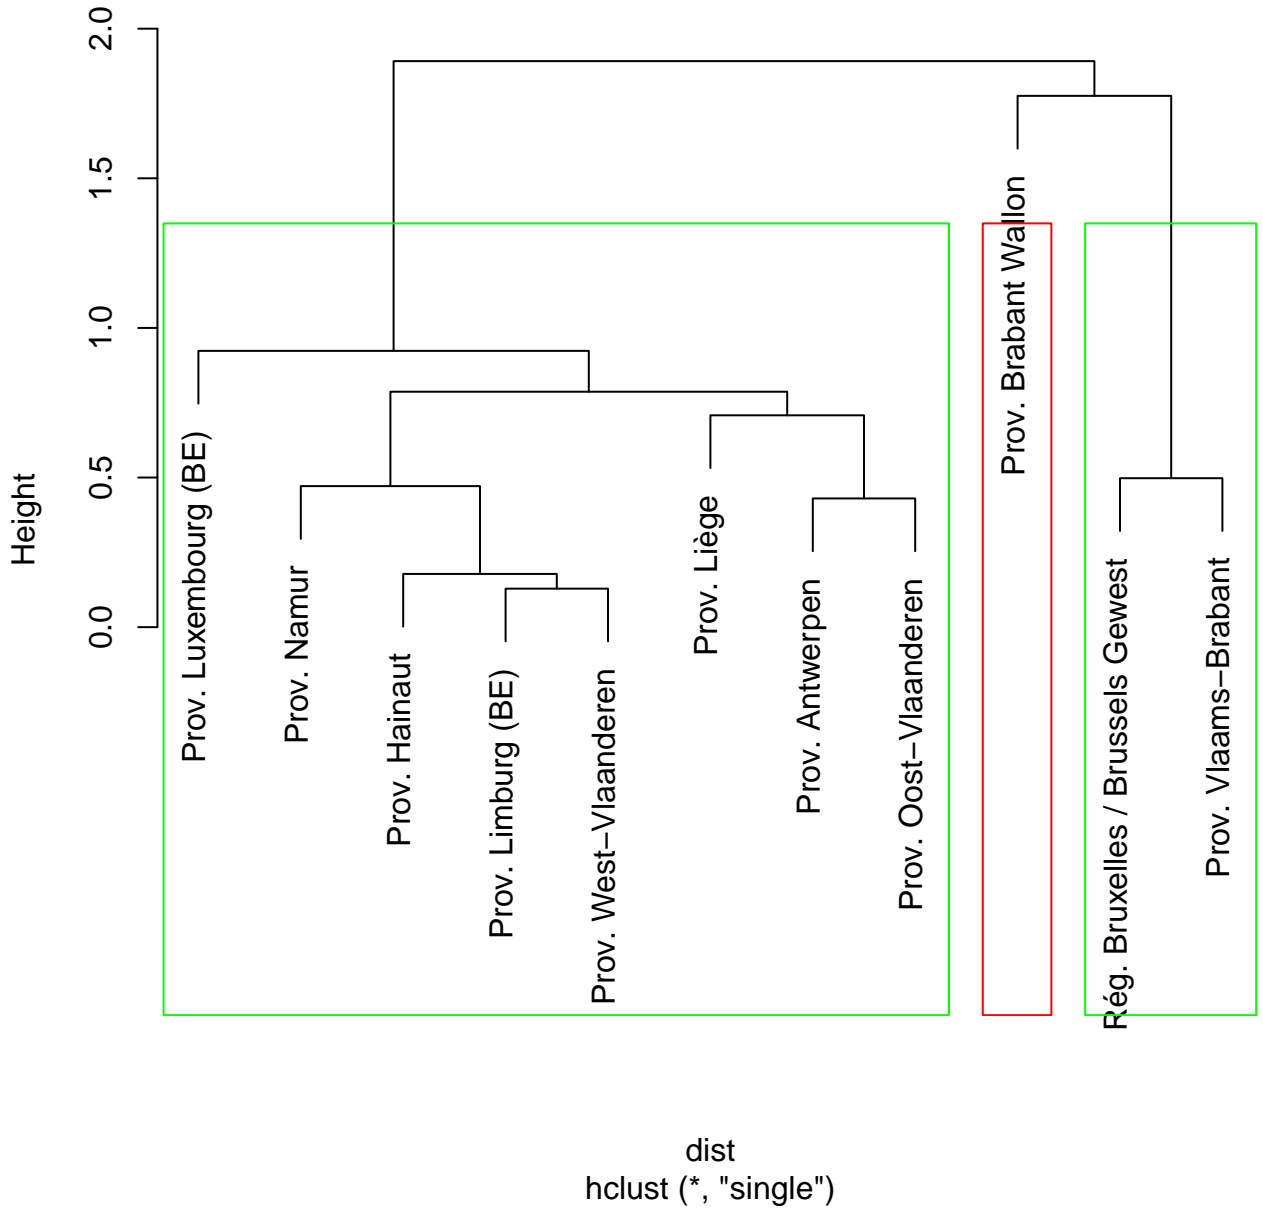 2.0
1.5
1.0
0.5
0.0
Height
Prov. Luxembourg (BE)
Prov. Namur
Prov. Hainaut
Prov. Limburg (BE)
Prov. West−Vlaanderen
Prov. Liège
Prov. Antwerpen
Prov. Oost−Vlaanderen
Prov. Brabant Wallon
Rég. Bruxelles / Brussels Gewest
Prov. Vlaams−Brabant
dist
hclust (*, "single")